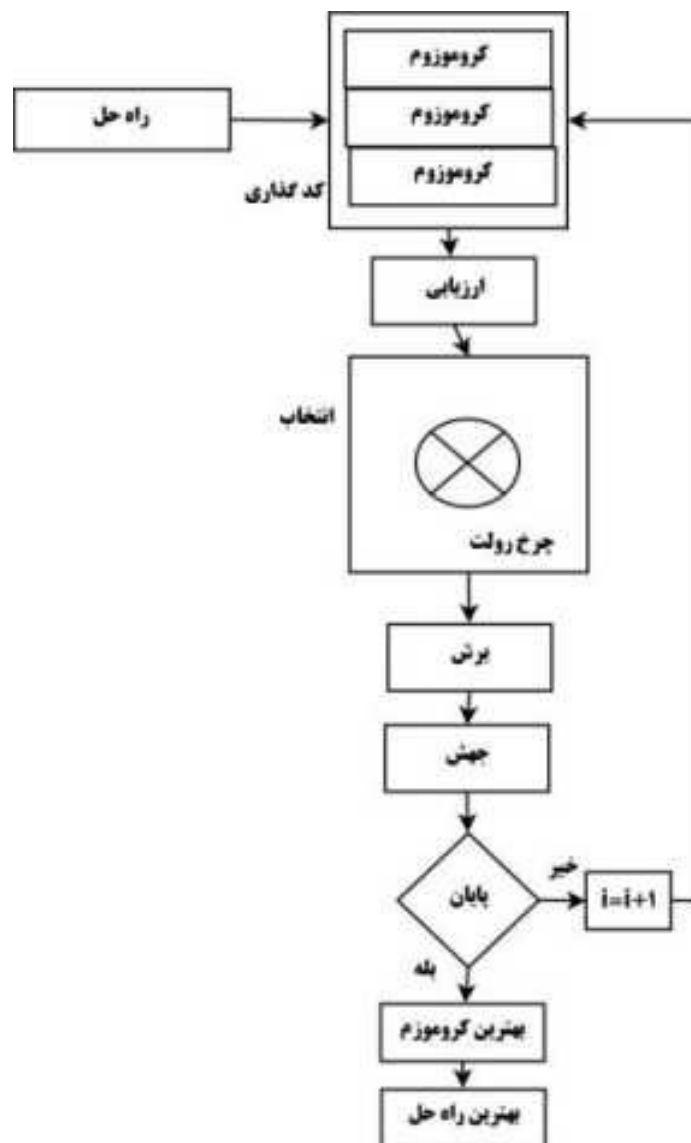 کروموزوم
راه حل
کروموزوم
کروموزوم
کد گذاری
ارزیابی
انتخاب
چرخ رولت
برش
جهش
پایان
خیر
i=i+۱
بله
بهترین کروموزم
بهترین راه حل